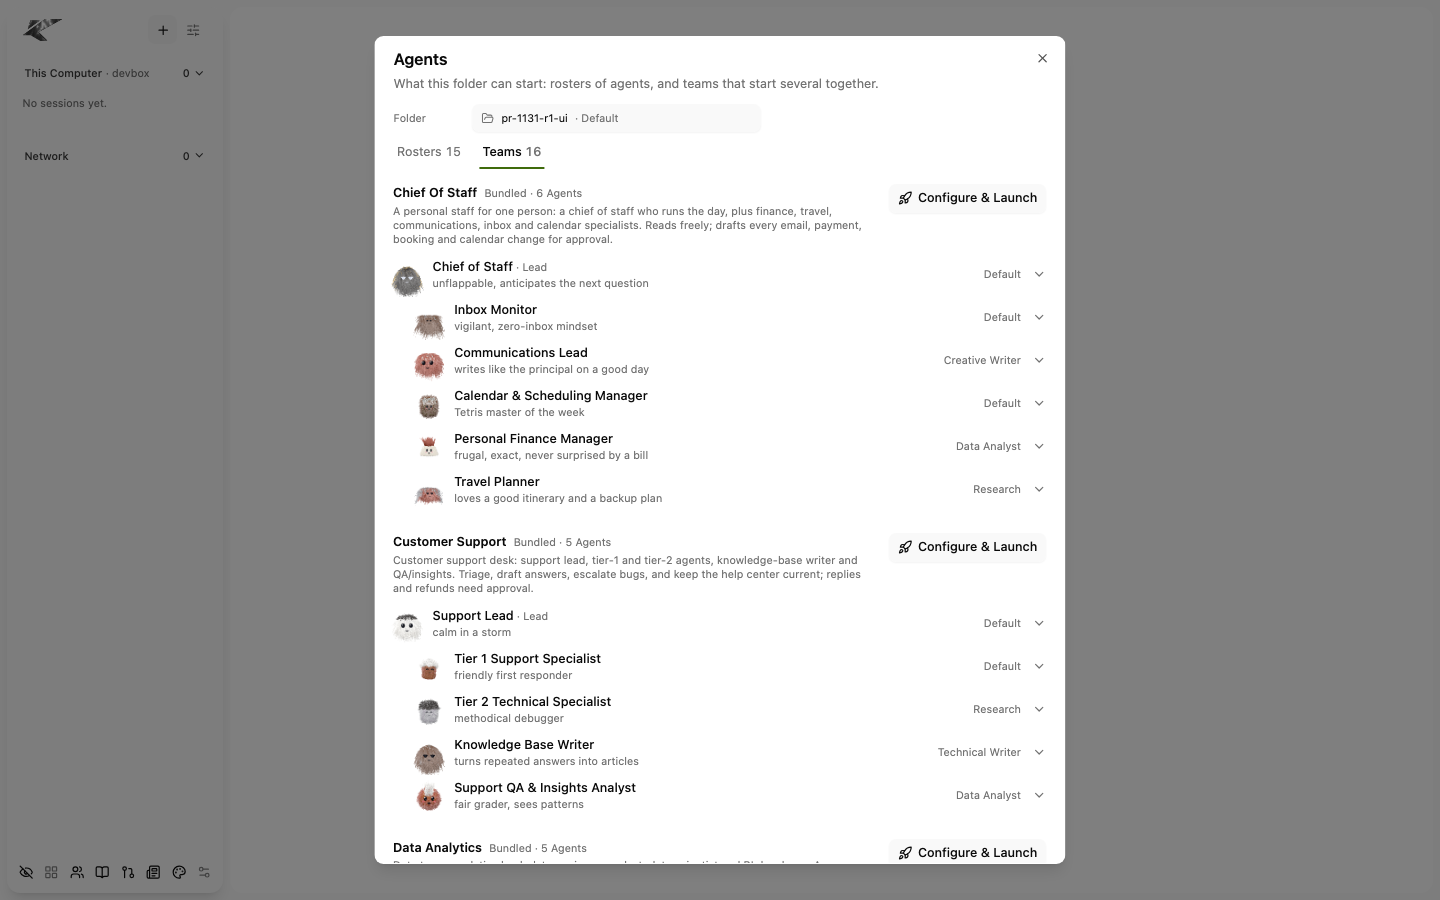 This Computer · devbox 0
No sessions yet.
Network 0
Agents
What this folder can start: rosters of agents, and teams that start several together.
Folder pr-1131-r1-ui · Default
Rosters 15 Teams 16
Chief Of Staff Bundled · 6 Agents Configure & Launch
A personal staff for one person: a chief of staff who runs the day, plus finance, travel,
communications, inbox and calendar specialists. Reads freely; drafts every email, payment,
booking and calendar change for approval.
Chief of Staff · Lead Default
unflappable, anticipates the next question
Inbox Monitor Default
vigilant, zero-inbox mindset
Communications Lead Creative Writer
writes like the principal on a good day
Calendar & Scheduling Manager Default
Tetris master of the week
Personal Finance Manager Data Analyst
frugal, exact, never surprised by a bill
Travel Planner Research
loves a good itinerary and a backup plan
Customer Support Bundled · 5 Agents Configure & Launch
Customer support desk: support lead, tier-1 and tier-2 agents, knowledge-base writer and
QA/insights. Triage, draft answers, escalate bugs, and keep the help center current; replies
and refunds need approval.
Support Lead · Lead Default
calm in a storm
Tier 1 Support Specialist Default
friendly first responder
Tier 2 Technical Specialist Research
methodical debugger
Knowledge Base Writer Technical Writer
turns repeated answers into articles
Support QA & Insights Analyst Data Analyst
fair grader, sees patterns
Data Analytics Bundled · 5 Agents Configure & Launch